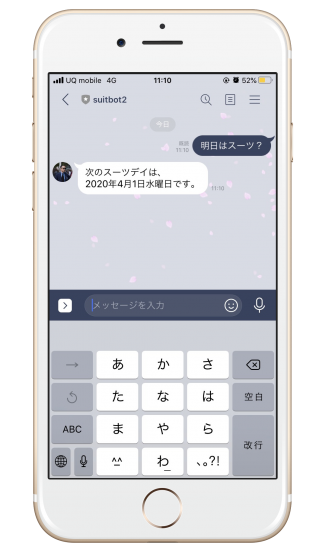 UQ mobile 4G 11:10 52%
suitbot2
今日
既読
11:10
明日はスーツ？
次のスーツデイは、
2020年4月1日水曜日です。
11:10
メッセージを入力
→ あ か さ
た な は 空白
ABC ま や ら
改行
^^ わ 、。?!